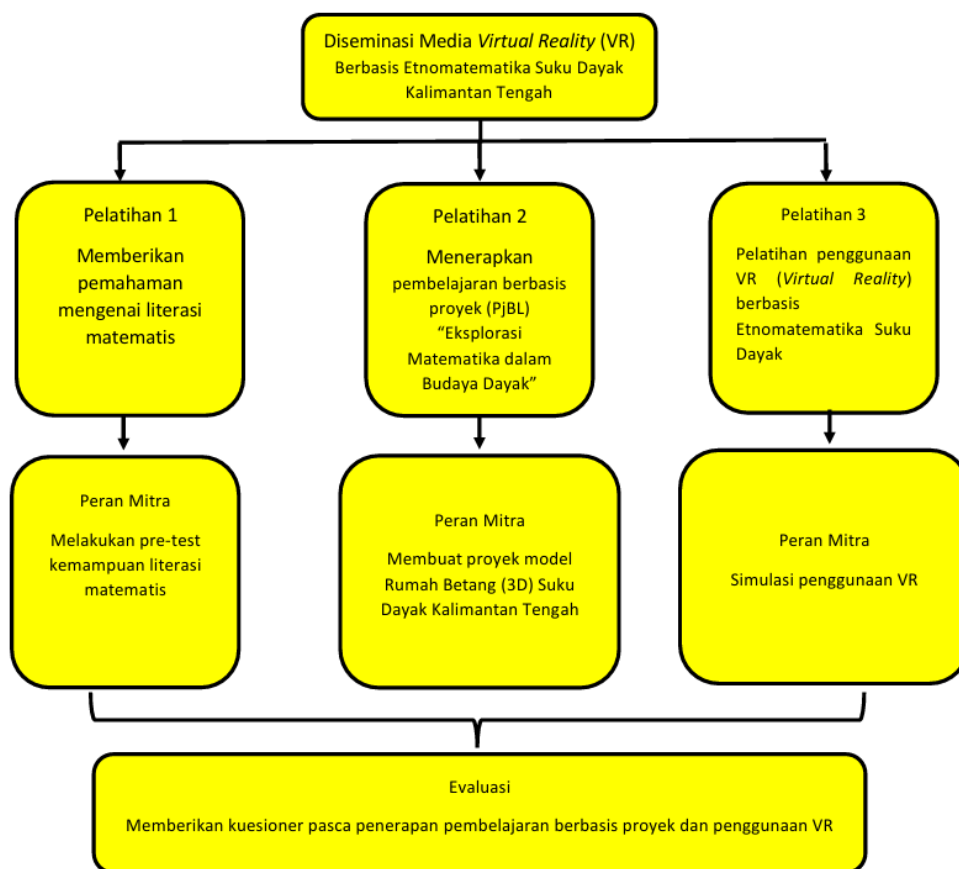 Diseminasi Media Virtual Reality (VR)
Berbasis Etnomatematika Suku Dayak
Kalimantan Tengah
Pelatihan 1
Memberikan
pemahaman
mengenai literasi
matematis
Pelatihan 2
Menerapkan
pembelajaran berbasis
proyek (PjBL)
“Eksplorasi
Matematika dalam
Budaya Dayak”
Pelatihan 3
Pelatihan penggunaan
VR (Virtual Reality)
berbasis
Etnomatematika Suku
Dayak
Peran Mitra
Melakukan pre-test
kemampuan literasi
matematis
Peran Mitra
Membuat proyek model
Rumah Betang (3D) Suku
Dayak Kalimantan Tengah
Peran Mitra
Simulasi penggunaan VR
Evaluasi
Memberikan kuesioner pasca penerapan pembelajaran berbasis proyek dan penggunaan VR